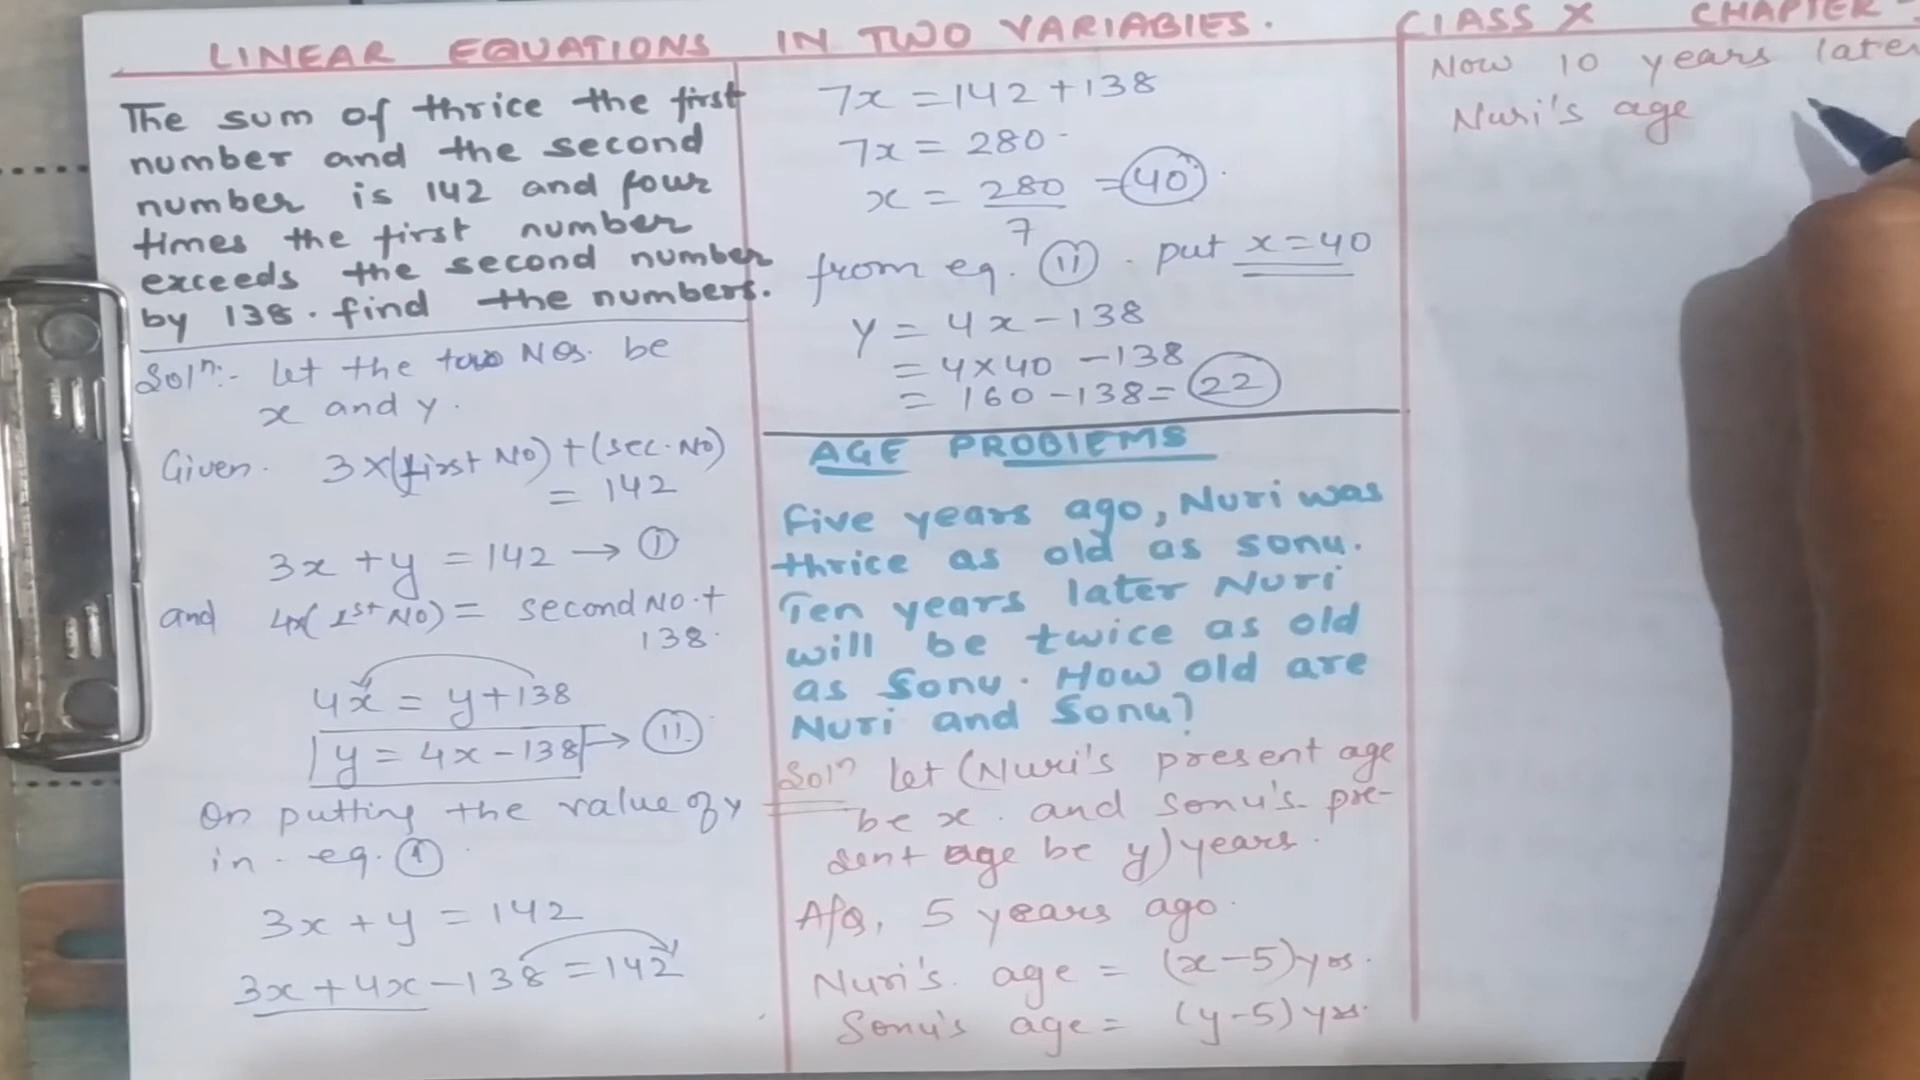 LINEAR EQUATIONS IN TWO VARIABLES. CLASS X CHAPTER
The sum of thrice the first
number and the second
number is 142 and four
times the first number
exceeds the second number
by 138. find the numbers.
Soln:- Let the two NOs. be
x and y.
Given. 3x(first NO)+(sec. NO)
= 142
3x + y = 142 → (I)
and 4x(1st NO) = second NO. +
138.
4x = y+138
y = 4x - 138 → (II)
On putting the value of y
in - eq. (1)
3x + y = 142
3x + 4x - 138 = 142
7x = 142 + 138
7x = 280
x = 280/7 = 40
from eq. (II). put x = 40
y = 4x - 138
= 4x40 - 138
= 160 - 138 = 22
AGE PROBLEMS
Five years ago, Nuri was
thrice as old as sonu.
Ten years later Nuri
will be twice as old
as Sonu. How old are
Nuri and Sonu?
Soln Let (Nuri's present age
be x. and Sonu's pre-
sent age be y) years.
A/Q, 5 years ago.
Nuri's. age = (x-5) yrs.
Sonu's age = (y-5) yrs.
Now 10 years later
Nuri's age